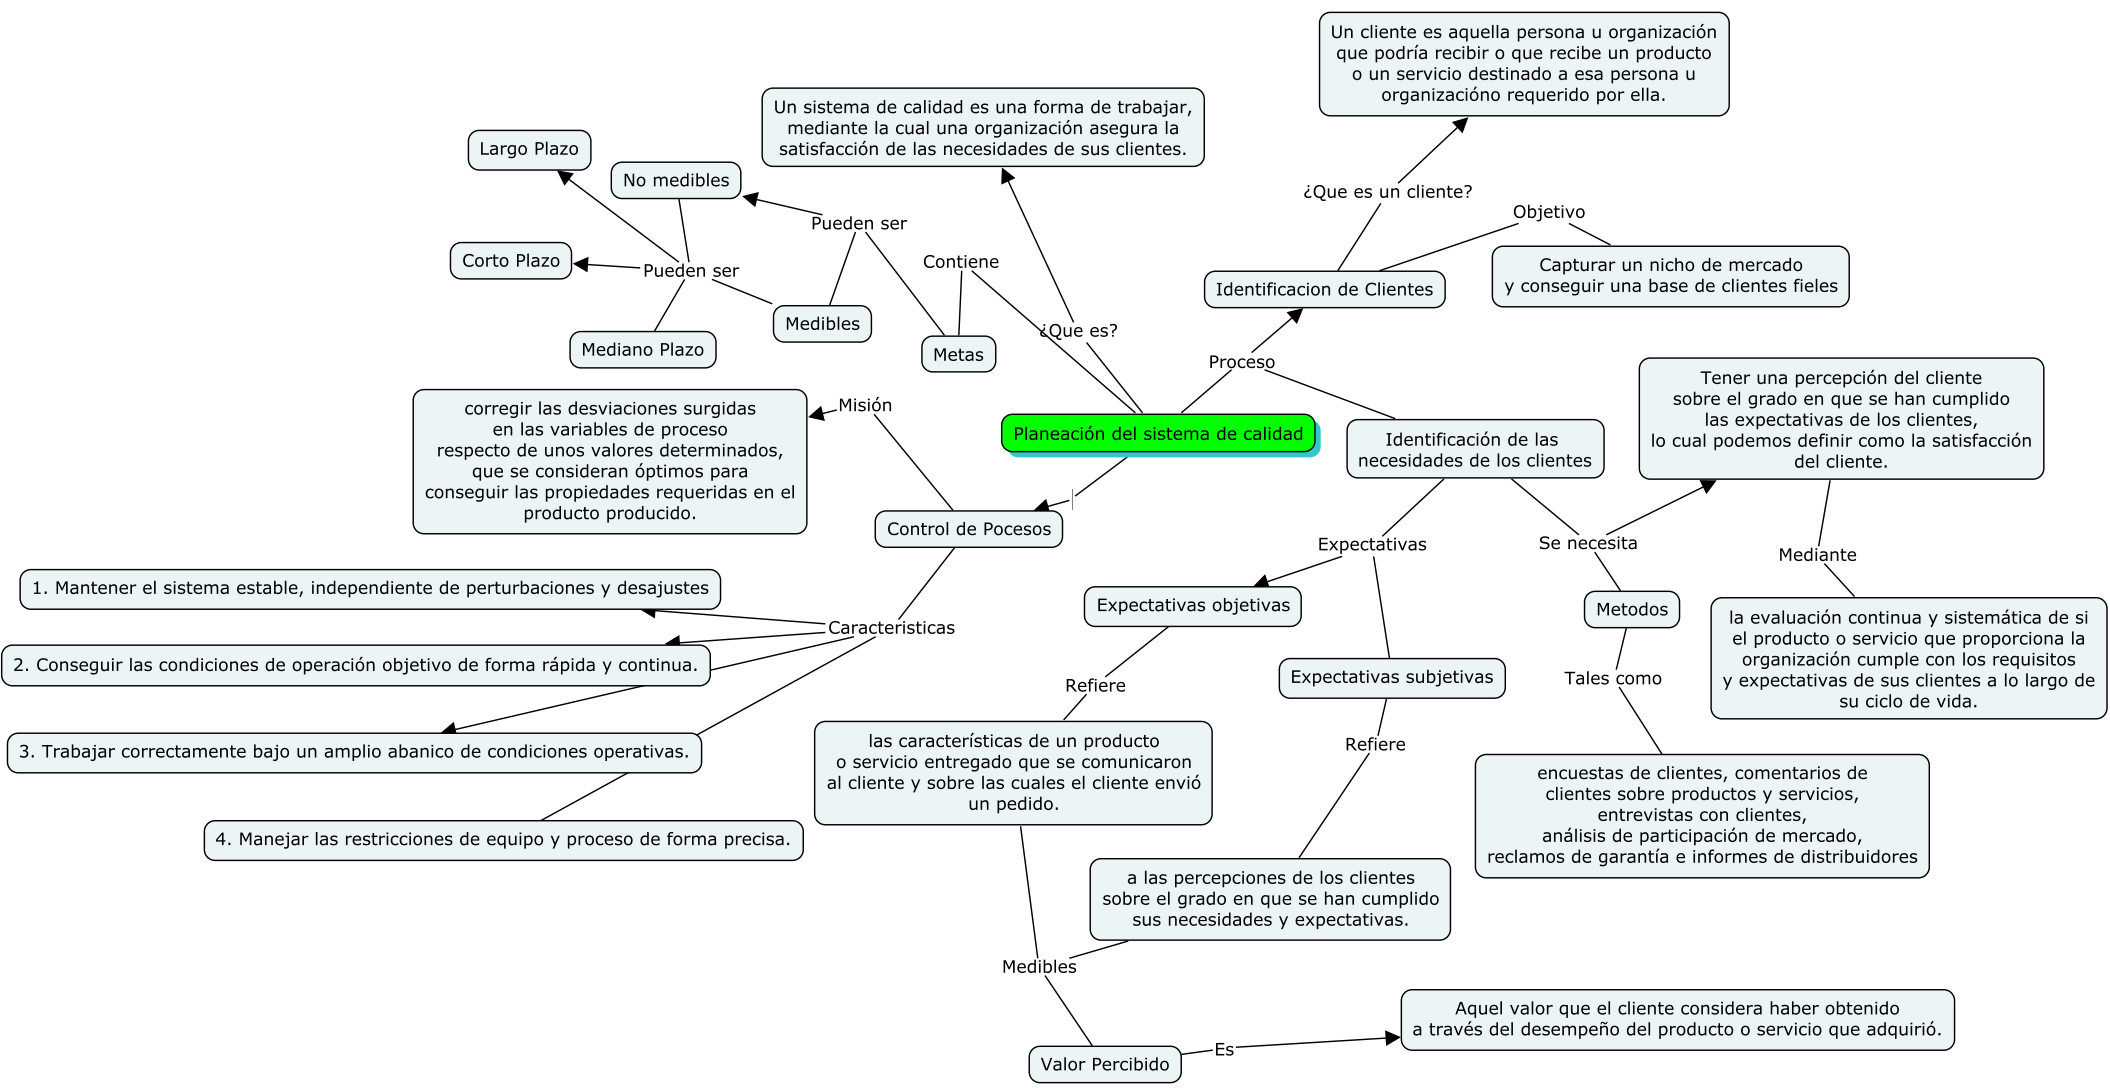 Un cliente es aquella persona u organización
que podría recibir o que recibe un producto
o un servicio destinado a esa persona u
organizacióno requerido por ella.
Un sistema de calidad es una forma de trabajar,
mediante la cual una organización asegura la
satisfacción de las necesidades de sus clientes.
Largo Plazo
No medibles
¿Que es un cliente?
Pueden ser
Objetivo
Contiene
Corto Plazo
Pueden ser
Capturar un nicho de mercado
y conseguir una base de clientes fieles
Identificacion de Clientes
Medibles
¿Que es?
Mediano Plazo
Metas
Proceso
Misión
corregir las desviaciones surgidas
en las variables de proceso
respecto de unos valores determinados,
que se consideran óptimos para
conseguir las propiedades requeridas en el
producto producido.
Planeación del sistema de calidad
Identificación de las
necesidades de los clientes
Tener una percepción del cliente
sobre el grado en que se han cumplido
las expectativas de los clientes,
lo cual podemos definir como la satisfacción
del cliente.
Control de Pocesos
Expectativas
Se necesita
Mediante
1. Mantener el sistema estable, independiente de perturbaciones y desajustes
Caracteristicas
2. Conseguir las condiciones de operación objetivo de forma rápida y continua.
3. Trabajar correctamente bajo un amplio abanico de condiciones operativas.
4. Manejar las restricciones de equipo y proceso de forma precisa.
Expectativas objetivas
Metodos
la evaluación continua y sistemática de si
el producto o servicio que proporciona la
organización cumple con los requisitos
y expectativas de sus clientes a lo largo de
su ciclo de vida.
Expectativas subjetivas
Tales como
Refiere
las características de un producto
o servicio entregado que se comunicaron
al cliente y sobre las cuales el cliente envió
un pedido.
Refiere
encuestas de clientes, comentarios de
clientes sobre productos y servicios,
entrevistas con clientes,
análisis de participación de mercado,
reclamos de garantía e informes de distribuidores
a las percepciones de los clientes
sobre el grado en que se han cumplido
sus necesidades y expectativas.
Medibles
Aquel valor que el cliente considera haber obtenido
a través del desempeño del producto o servicio que adquirió.
Es
Valor Percibido